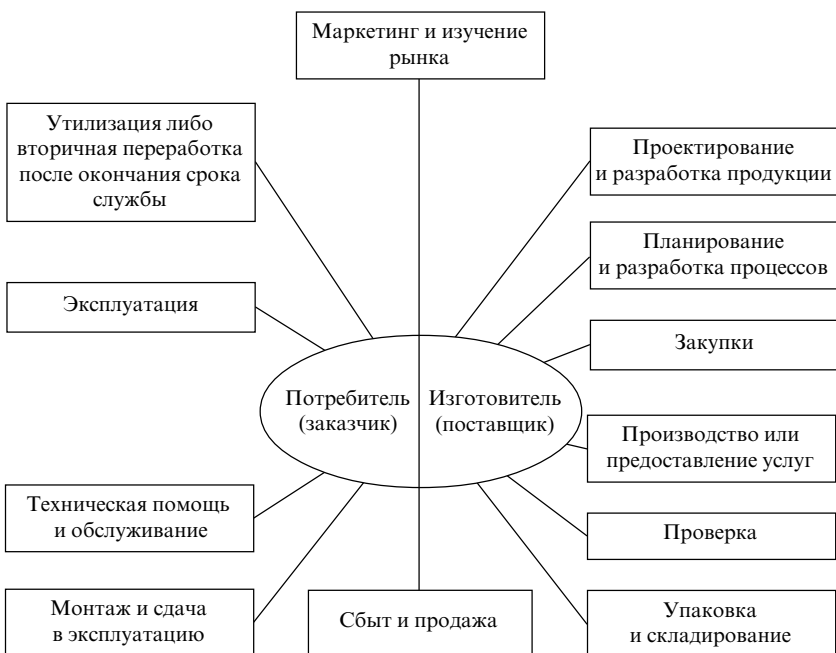 Маркетинг и изучение
рынка
Утилизация либо
вторичная переработка
после окончания срока
службы
Проектирование
и разработка продукции
Планирование
и разработка процессов
Эксплуатация
Закупки
Потребитель
(заказчик)
Изготовитель
(поставщик)
Производство или
предоставление услуг
Техническая помощь
и обслуживание
Проверка
Монтаж и сдача
в эксплуатацию
Сбыт и продажа
Упаковка
и складирование